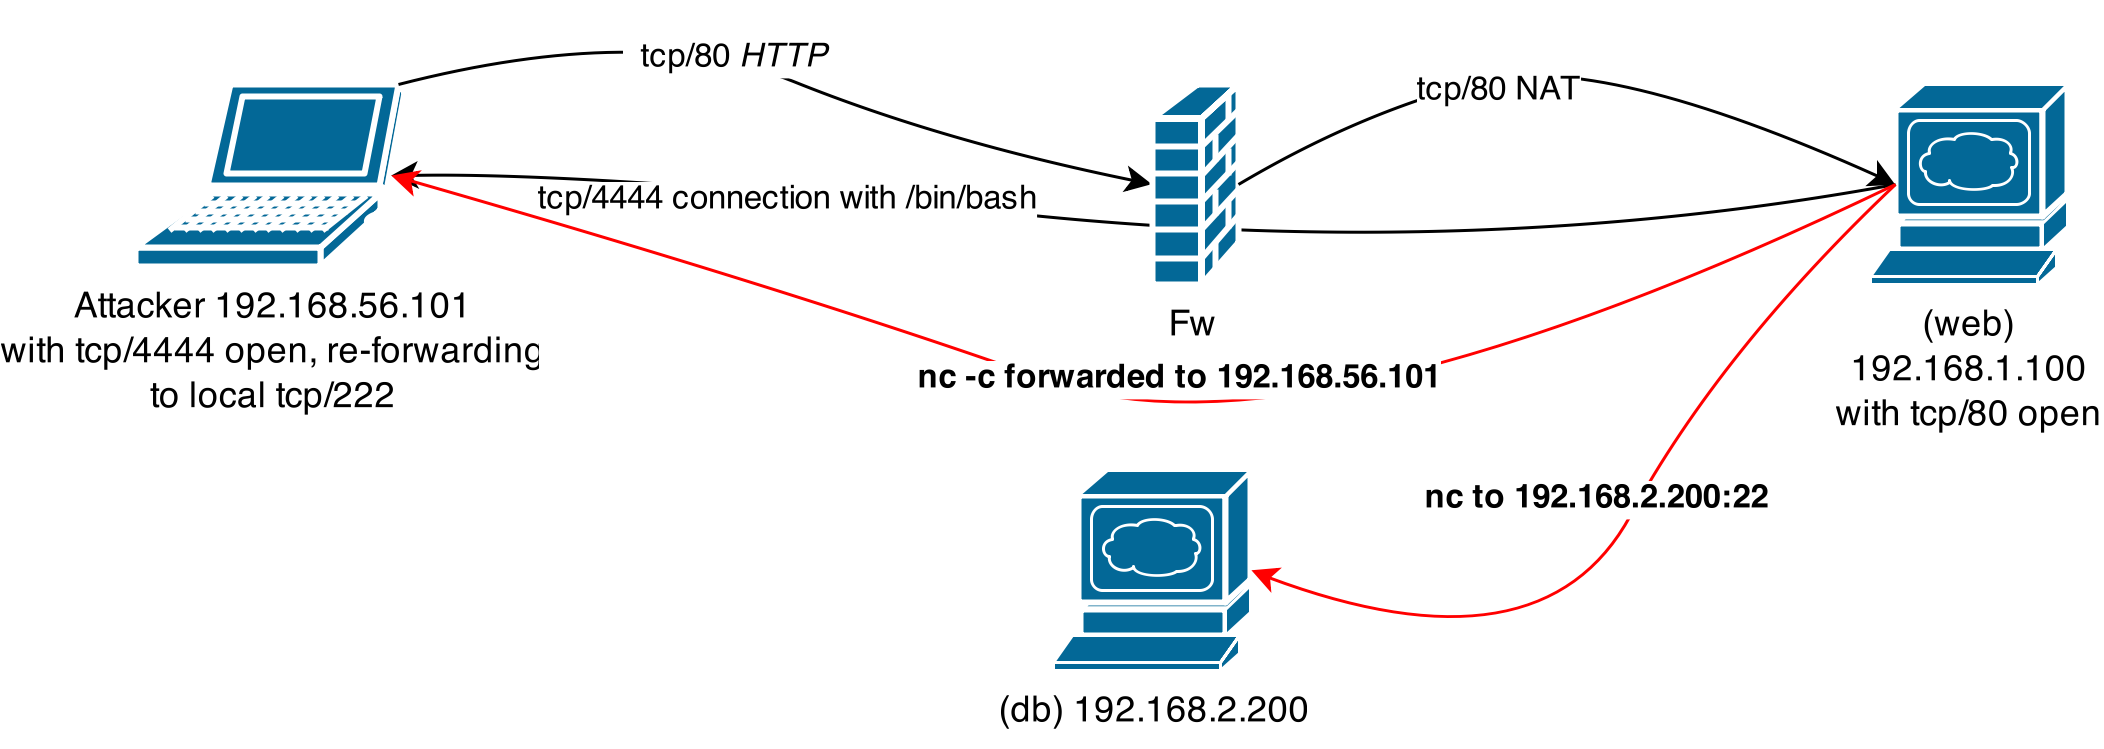 tcp/80 HTTP
tcp/80 NAT
tcp/4444 connection with /bin/bash
Attacker 192.168.56.101
with tcp/4444 open, re-forwarding
to local tcp/222
Fw
nc -c forwarded to 192.168.56.101
(web)
192.168.1.100
with tcp/80 open
nc to 192.168.2.200:22
(db) 192.168.2.200